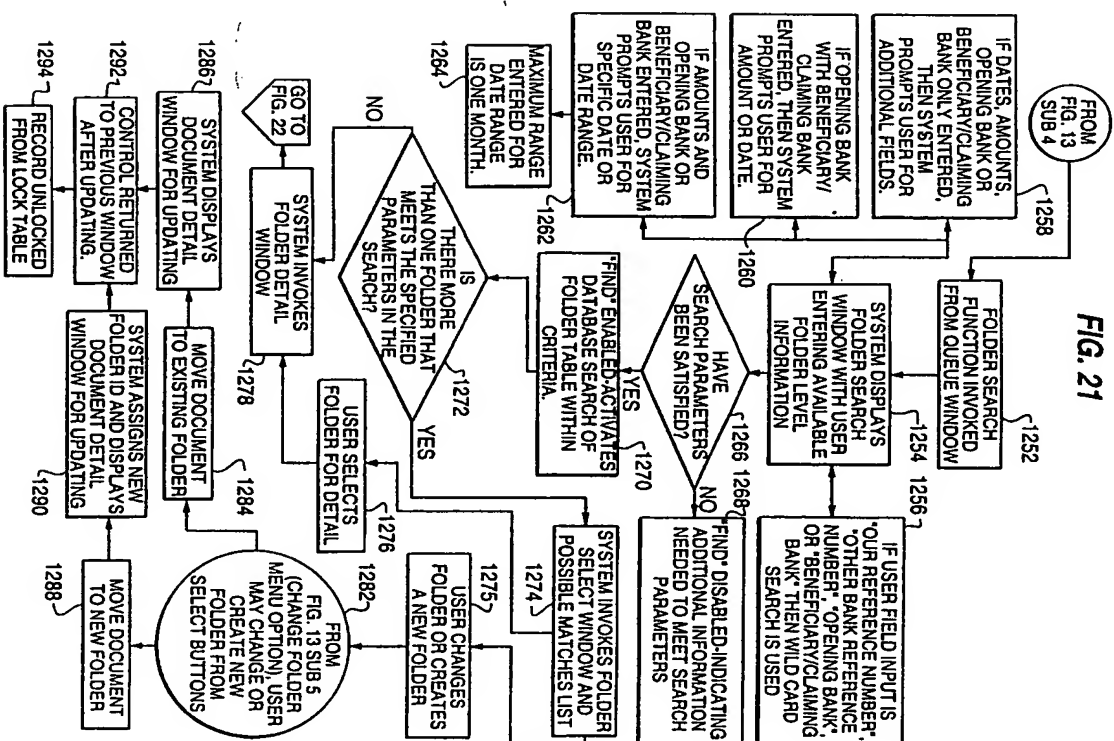 FIG. 21
FROM
FIG. 13
SUB 4
FOLDER SEARCH
FUNCTION INVOKED
FROM QUEUE WINDOW
1252
IF DATES, AMOUNTS,
OPENING BANK OR
BENEFICIARY/CLAIMING
BANK ONLY ENTERED,
THEN SYSTEM
PROMPTS USER FOR
ADDITIONAL FIELDS.
1258
SYSTEM DISPLAYS
FOLDER SEARCH
WINDOW WITH USER
ENTERING AVAILABLE
FOLDER LEVEL
INFORMATION
1254
IF USER FIELD INPUT IS
"OUR REFERENCE NUMBER",
"OTHER BANK REFERENCE
NUMBER", "OPENING BANK",
OR "BENEFICIARY/CLAIMING
BANK" THEN WILD CARD
SEARCH IS USED
1256
IF OPENING BANK
WITH BENEFICIARY/
CLAIMING BANK
ENTERED, THEN SYSTEM
PROMPTS USER FOR
AMOUNT OR DATE.
1260
IF AMOUNTS AND
OPENING BANK OR
BENEFICIARY/CLAIMING
BANK ENTERED, SYSTEM
PROMPTS USER FOR
SPECIFIC DATE OR
DATE RANGE.
1262
MAXIMUM RANGE
ENTERED FOR
DATE RANGE
IS ONE MONTH.
1264
HAVE
SEARCH PARAMETERS
BEEN SATISFIED?
1266
NO
YES
1268
"FIND" DISABLED-INDICATING
ADDITIONAL INFORMATION
NEEDED TO MEET SEARCH
PARAMETERS
"FIND" ENABLED-ACTIVATES
DATABASE SEARCH OF
FOLDER TABLE WITHIN
CRITERIA.
1270
IS
THERE MORE
THAN ONE FOLDER THAT
MEETS THE SPECIFIED
PARAMETERS IN THE
SEARCH?
1272
NO
YES
SYSTEM INVOKES FOLDER
SELECT WINDOW AND
POSSIBLE MATCHES LIST
1274
GO TO
FIG. 22
SYSTEM INVOKES
FOLDER DETAIL
WINDOW
1278
USER SELECTS
FOLDER FOR DETAIL
1276
USER CHANGES
FOLDER OR CREATES
A NEW FOLDER
1275
FROM
FIG. 13 SUB 5
(CHANGE FOLDER
MENU OPTION), USER
MAY CHANGE OR
CREATE NEW
FOLDER FROM
SELECT BUTTONS
1282
MOVE DOCUMENT
TO EXISTING FOLDER
1284
SYSTEM DISPLAYS
DOCUMENT DETAIL
WINDOW FOR UPDATING
1286
MOVE DOCUMENT
TO NEW FOLDER
1288
SYSTEM ASSIGNS NEW
FOLDER ID AND DISPLAYS
DOCUMENT DETAIL
WINDOW FOR UPDATING
1290
CONTROL RETURNED
TO PREVIOUS WINDOW
AFTER UPDATING.
1292
RECORD UNLOCKED
FROM LOCK TABLE
1294